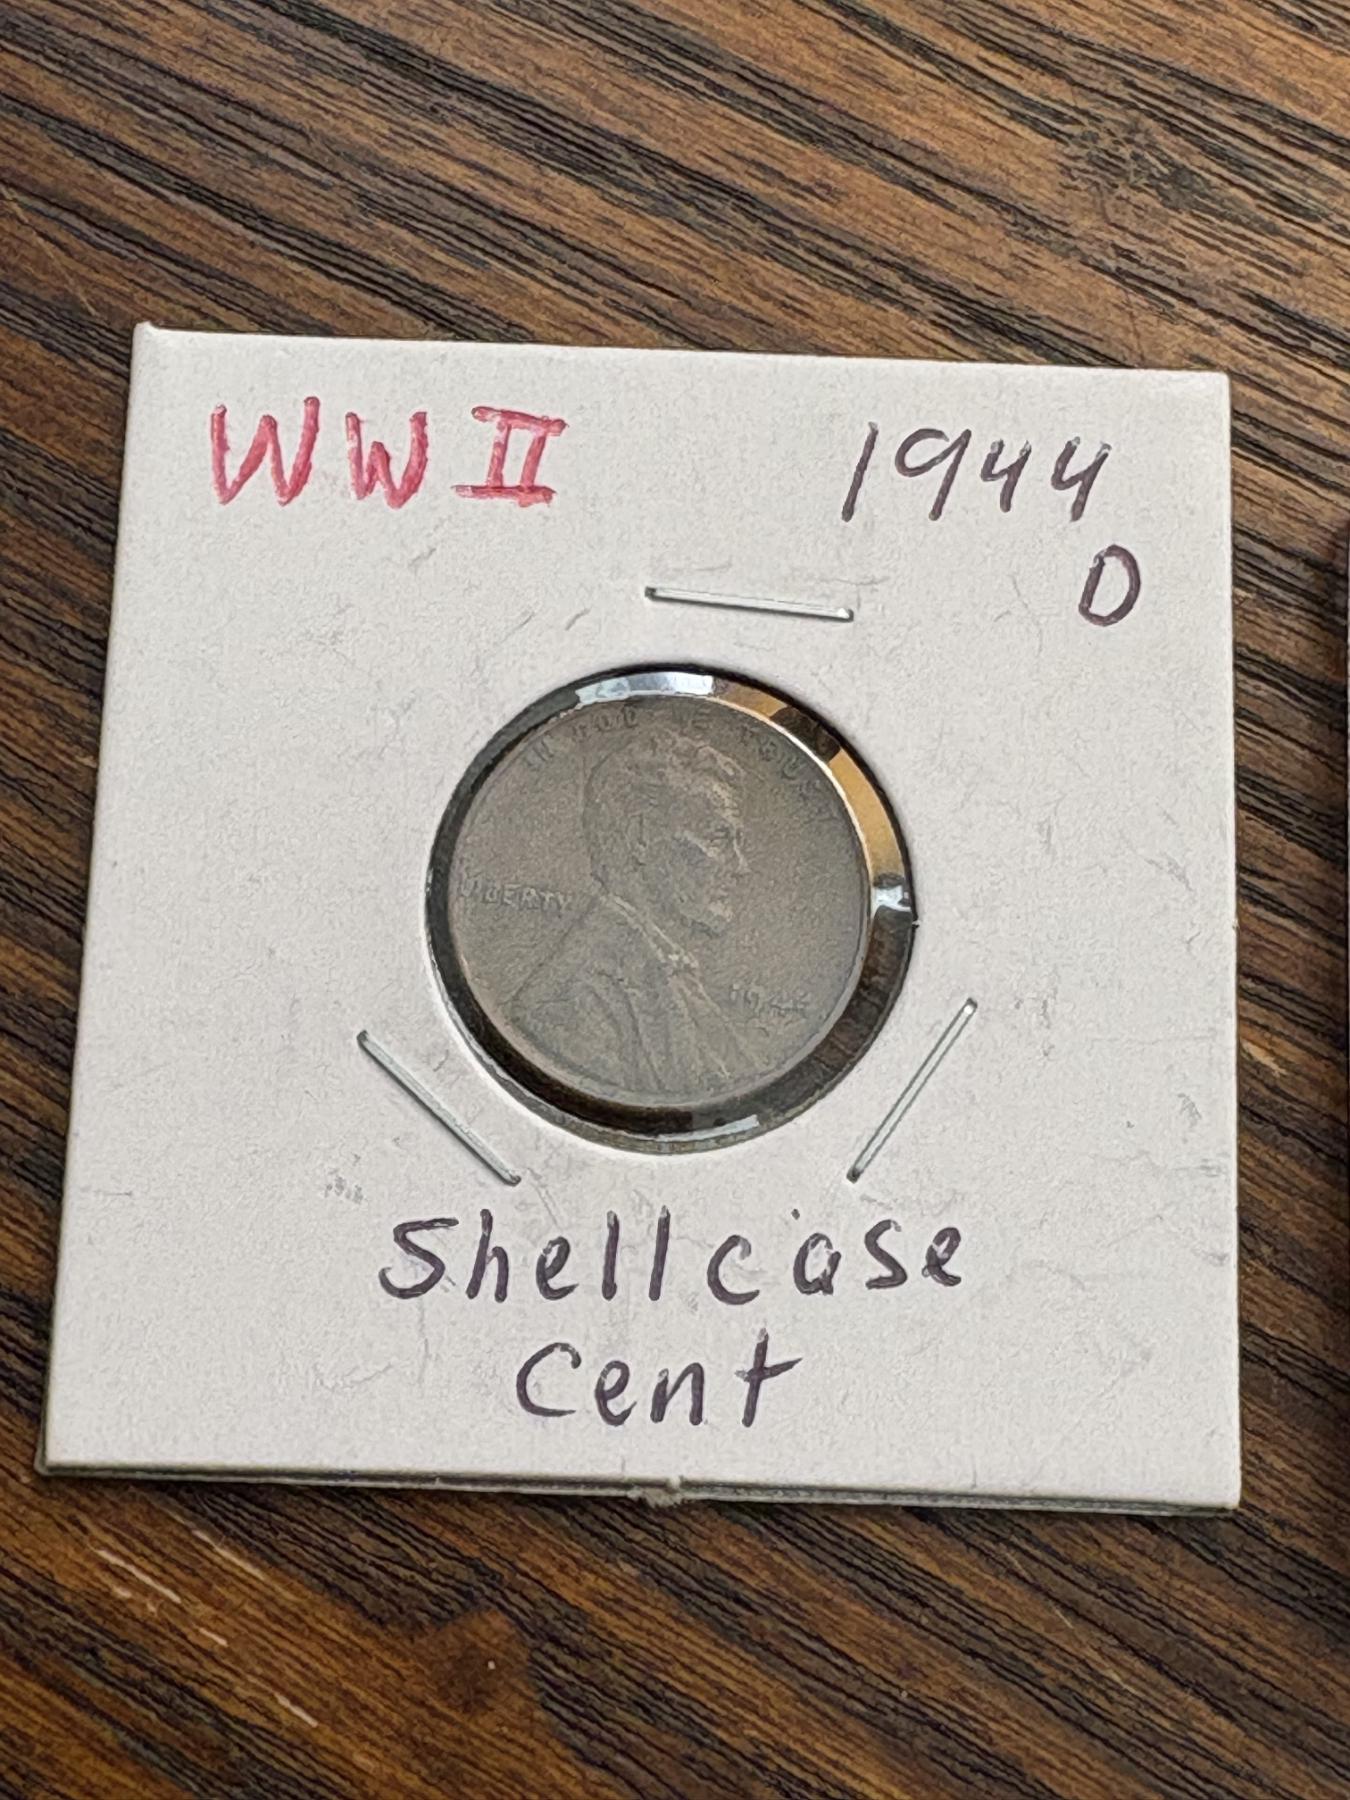 WW II 1944
D
IN GOD WE TRUST
LIBERTY
1944
Shellcase
Cent